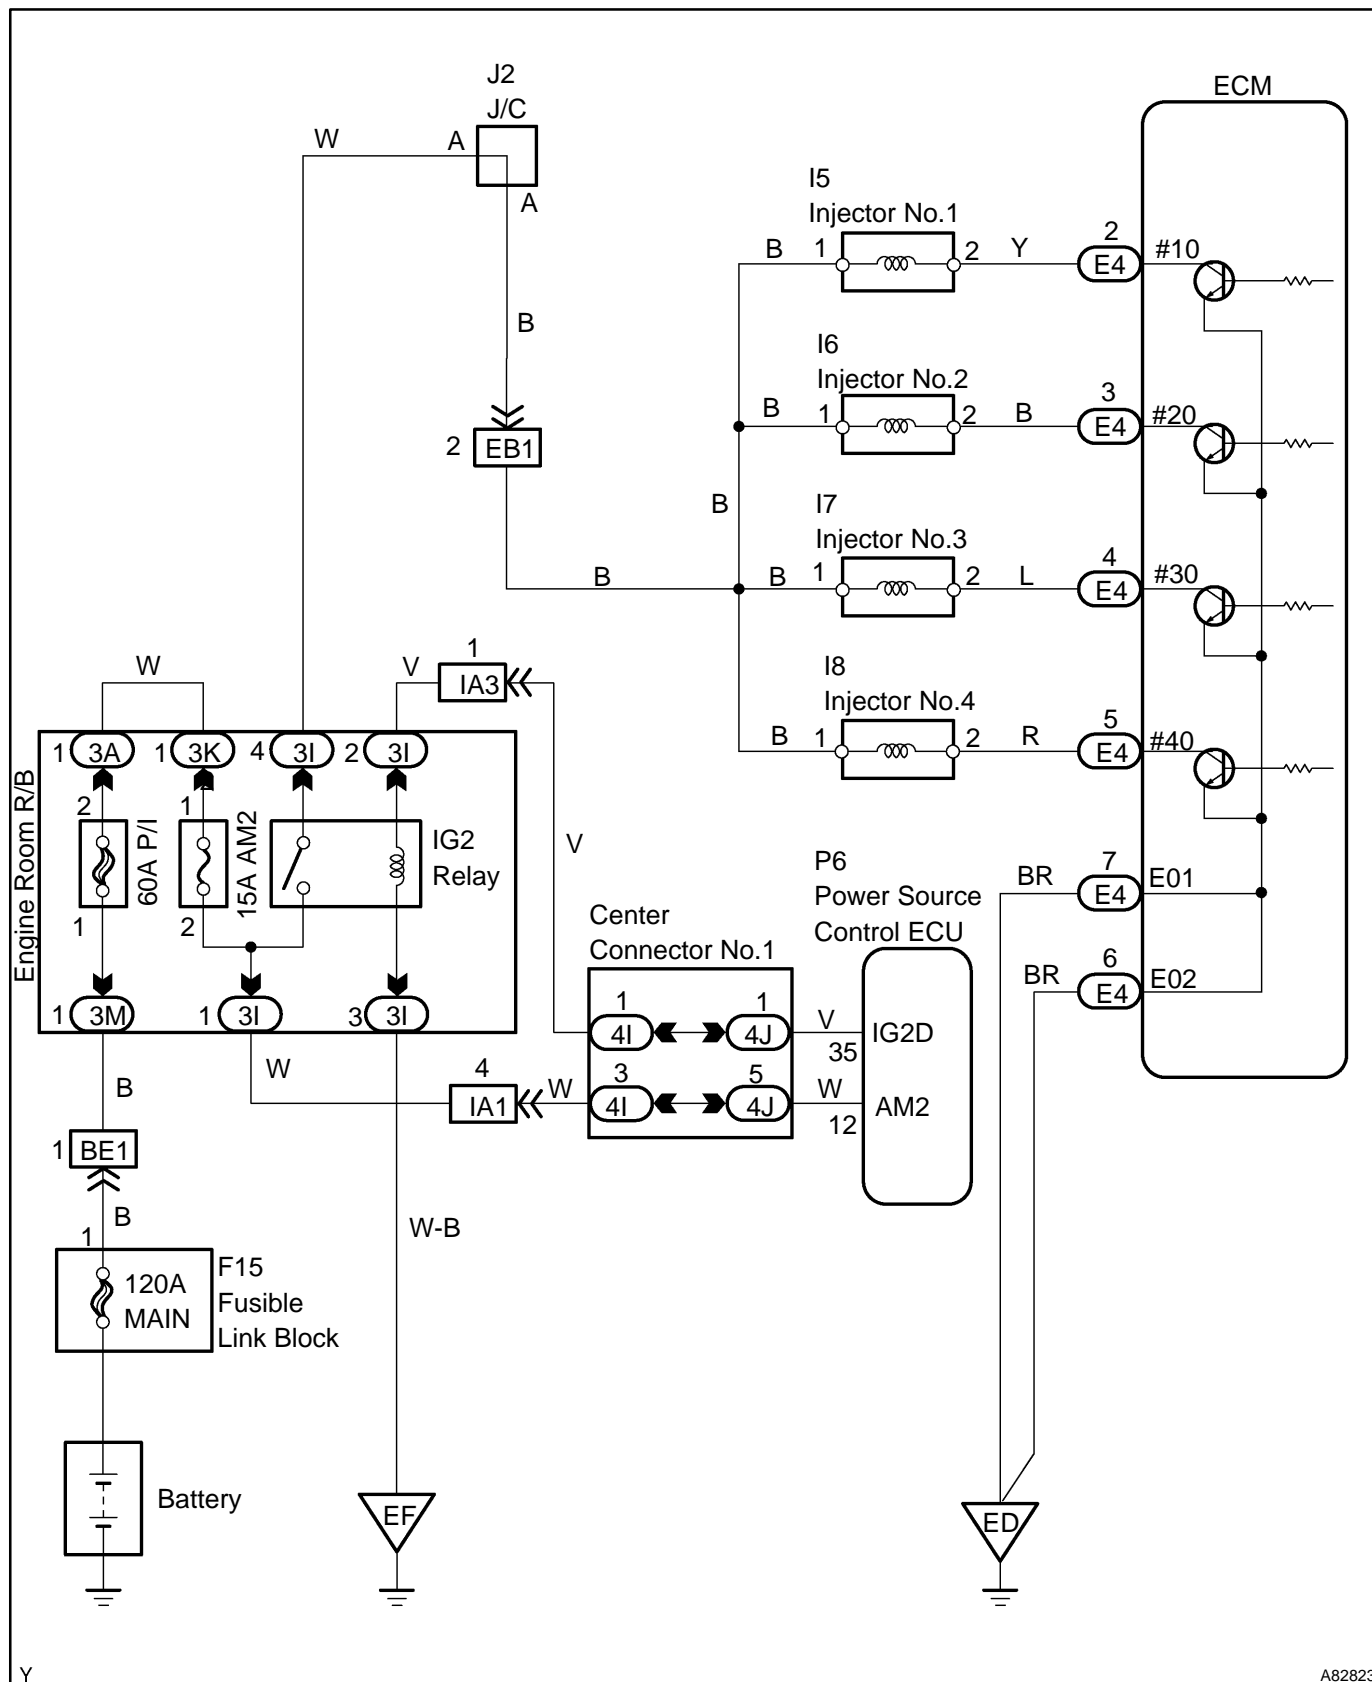 J2
J/C
ECM
W
A
A
B
2
EB1
B
I5
Injector No.1
B
1
2
Y
2
E4
#10
I6
Injector No.2
B
1
2
B
3
E4
#20
B
I7
Injector No.3
B
1
2
L
4
E4
#30
I8
Injector No.4
B
1
2
R
5
E4
#40
W
V
1
IA3
V
Engine Room R/B
1
3A
1
3K
4
3I
2
3I
2
60A P/I
1
1
15A AM2
2
IG2
Relay
1
3M
1
3I
3
3I
Center
Connector No.1
1
4I
1
4J
V
35
3
4I
5
4J
W
12
P6
Power Source
Control ECU
IG2D
AM2
BR
7
E4
E01
BR
6
E4
E02
W
4
IA1
W
B
1
BE1
B
1
120A
MAIN
F15
Fusible
Link Block
W-B
Battery
EF
ED
Y
A82823